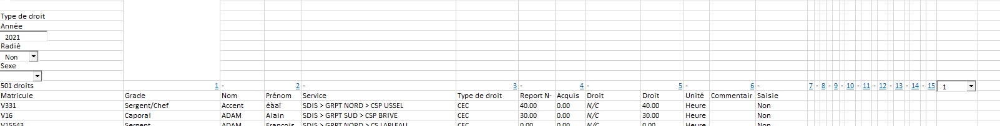 Type de droit
Année
2021
Radié
Non
Sexe
501 droits 1 - 2 - 3 - 4 - 5 - 6 - 7 - 8 - 9 - 10 - 11 - 12 - 13 - 14 - 15 1
Matricule Grade Nom Prénom Service Type de droit Report N- Acquis Droit Droit Unité Commentair Saisie
V331 Sergent/Chef Accent éàaï SDIS > GRPT NORD > CSP USSEL CEC 40.00 0.00 N/C 40.00 Heure Non
V16 Caporal ADAM Alain SDIS > GRPT SUD > CSP BRIVE CEC 30.00 0.00 N/C 30.00 Heure Non
V15543 Sergent ADAM François SDIS > GRPT NORD > CS LAPLEAU CEC 0.00 0.00 N/C 0.00 Heure Non